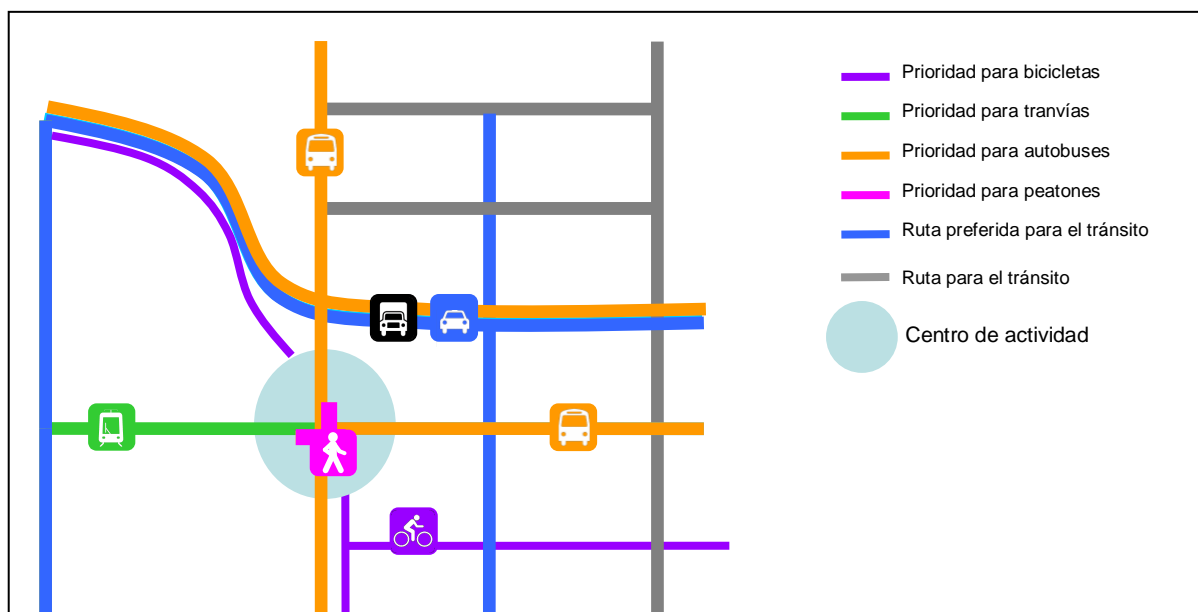 Prioridad para bicicletas
Prioridad para tranvías
Prioridad para autobuses
Prioridad para peatones
Ruta preferida para el tránsito
Ruta para el tránsito
Centro de actividad